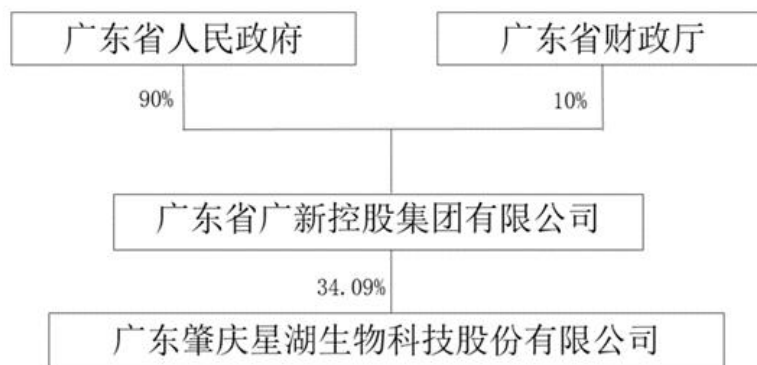 广东省人民政府
广东省财政厅
90%
10%
广东省广新控股集团有限公司
34.09%
广东肇庆星湖生物科技股份有限公司